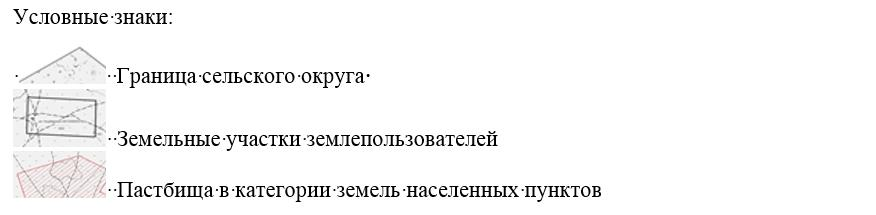 Условные знаки:
Граница сельского округа
Земельные участки землепользователей
Пастбища в категории земель населенных пунктов